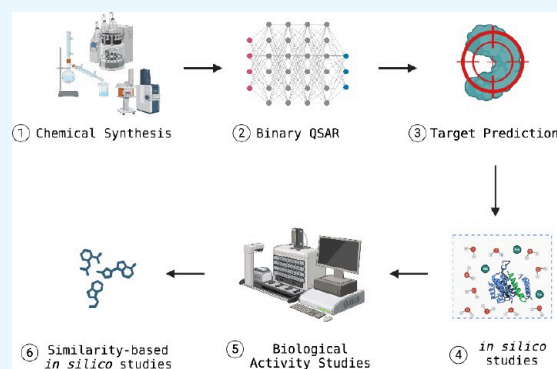 ① Chemical Synthesis
② Binary QSAR
③ Target Prediction
④ in silico
studies
⑤ Biological
Activity Studies
⑥ Similarity-based
in silico studies